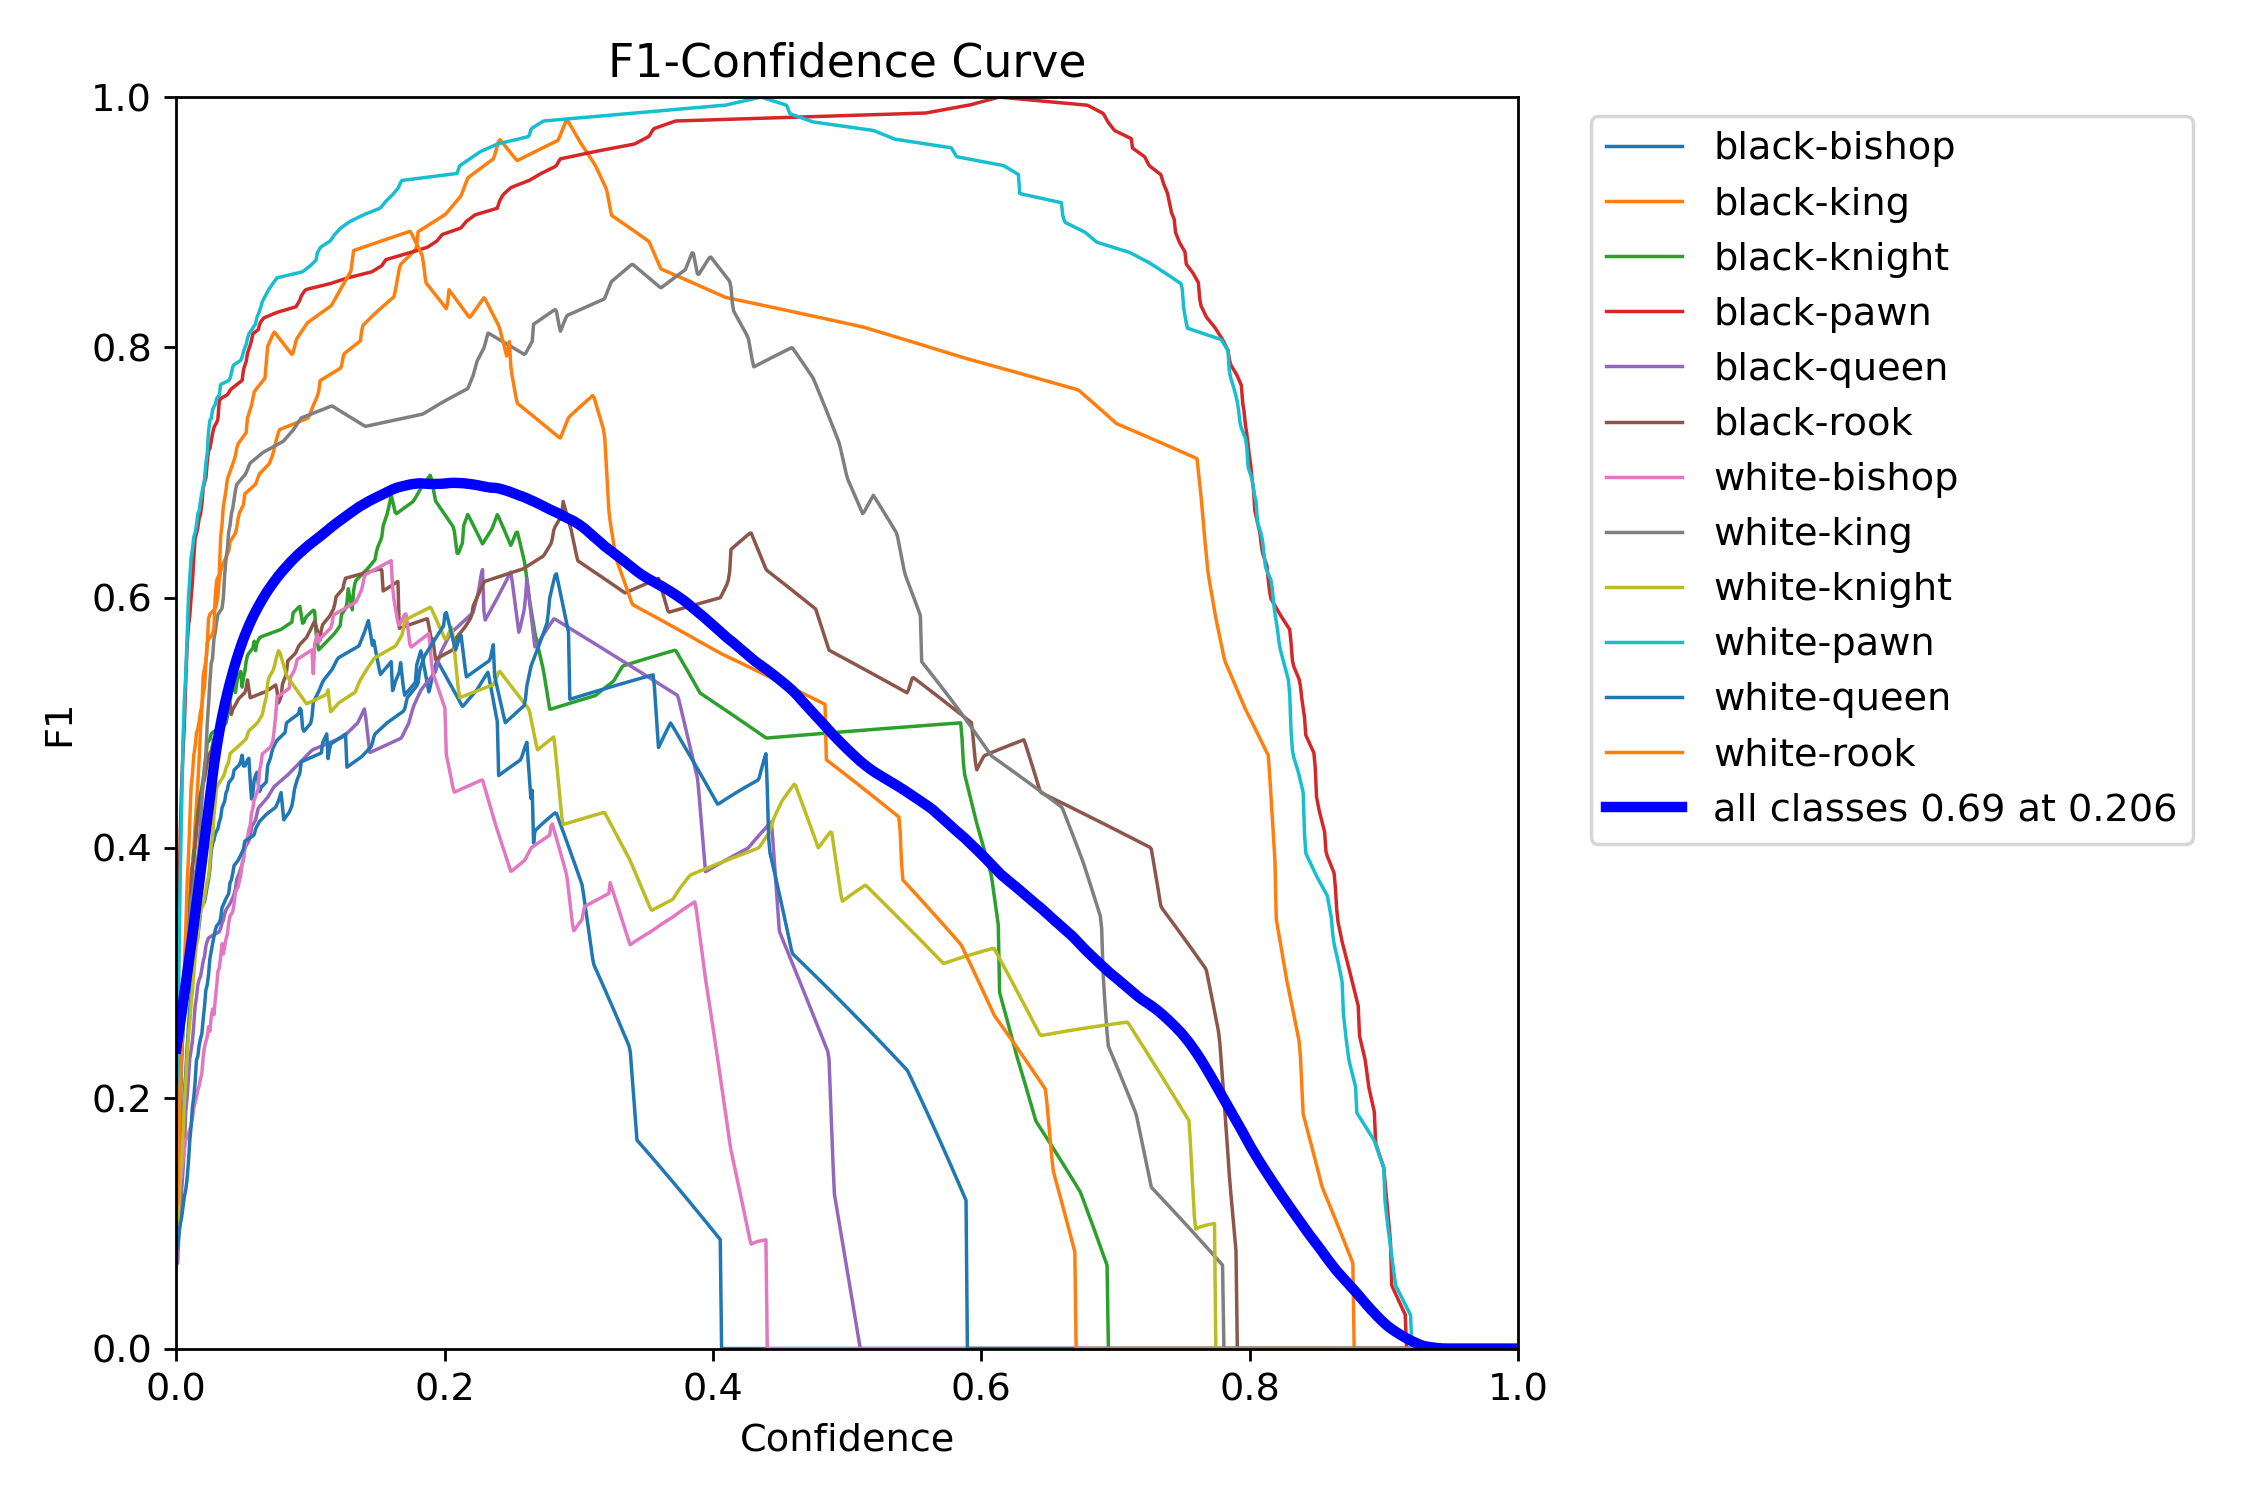 F1-Confidence Curve
1.0
0.8
0.6
0.4
0.2
0.0
F1
0.0 0.2 0.4 0.6 0.8 1.0
Confidence
black-bishop
black-king
black-knight
black-pawn
black-queen
black-rook
white-bishop
white-king
white-knight
white-pawn
white-queen
white-rook
all classes 0.69 at 0.206